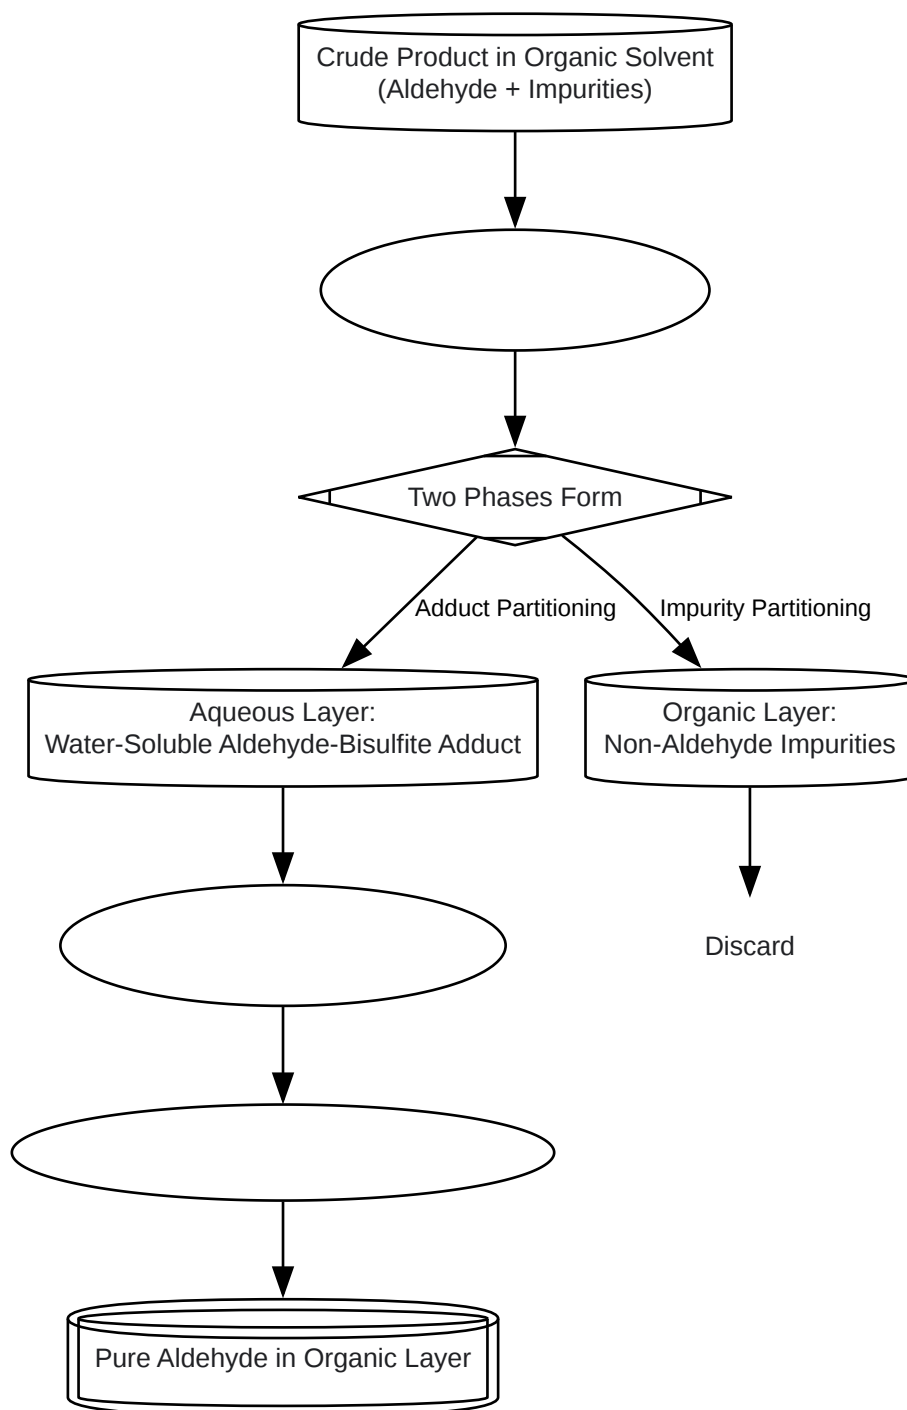 Crude Product in Organic Solvent
(Aldehyde + Impurities)
Two Phases Form
Adduct Partitioning
Impurity Partitioning
Aqueous Layer:
Water-Soluble Aldehyde-Bisulfite Adduct
Organic Layer:
Non-Aldehyde Impurities
Discard
Pure Aldehyde in Organic Layer